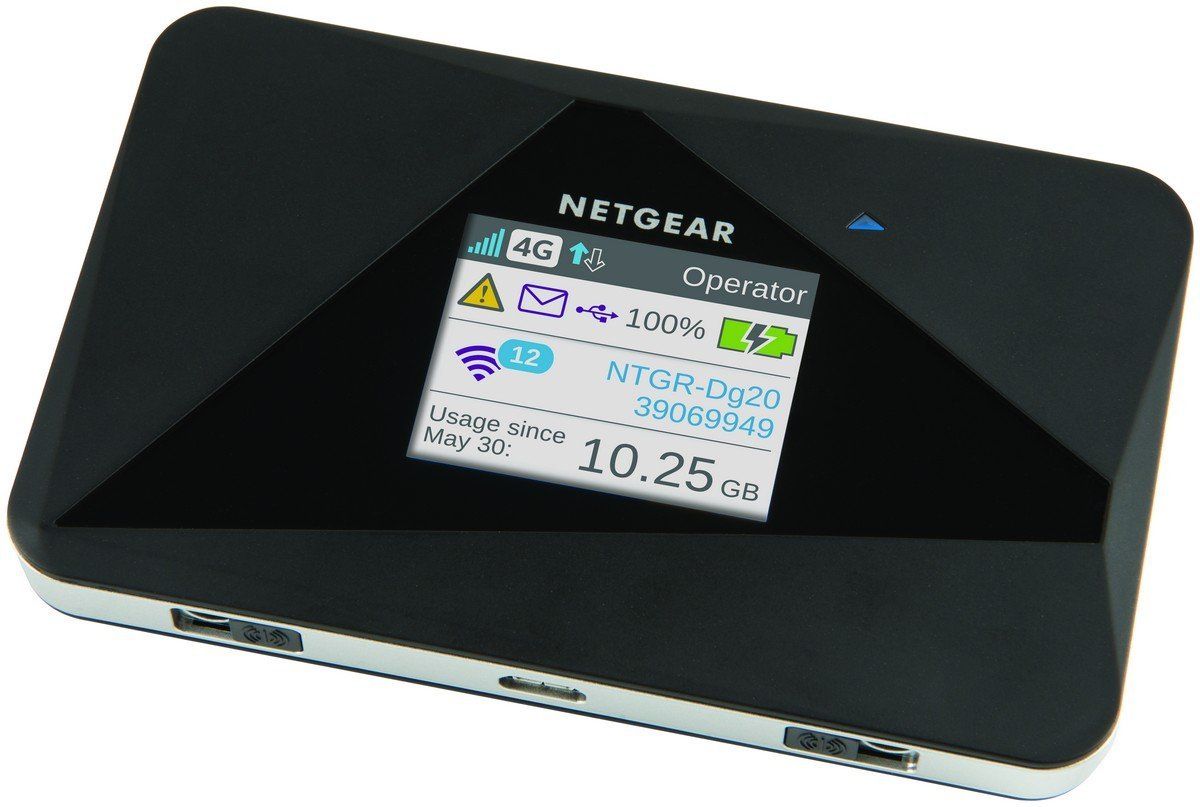 NETGEAR
4G Operator
100%
12
NTGR-Dg20
39069949
Usage since
May 30:
10.25 GB